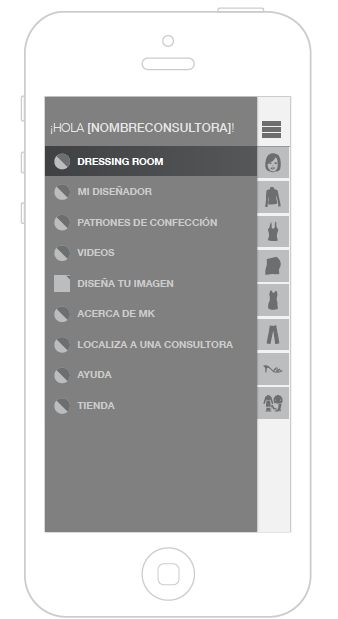 ¡HOLA [NOMBRECONSULTORA]!
DRESSING ROOM
MI DISEÑADOR
PATRONES DE CONFECCIÓN
VIDEOS
DISEÑA TU IMAGEN
ACERCA DE MK
LOCALIZA A UNA CONSULTORA
AYUDA
TIENDA